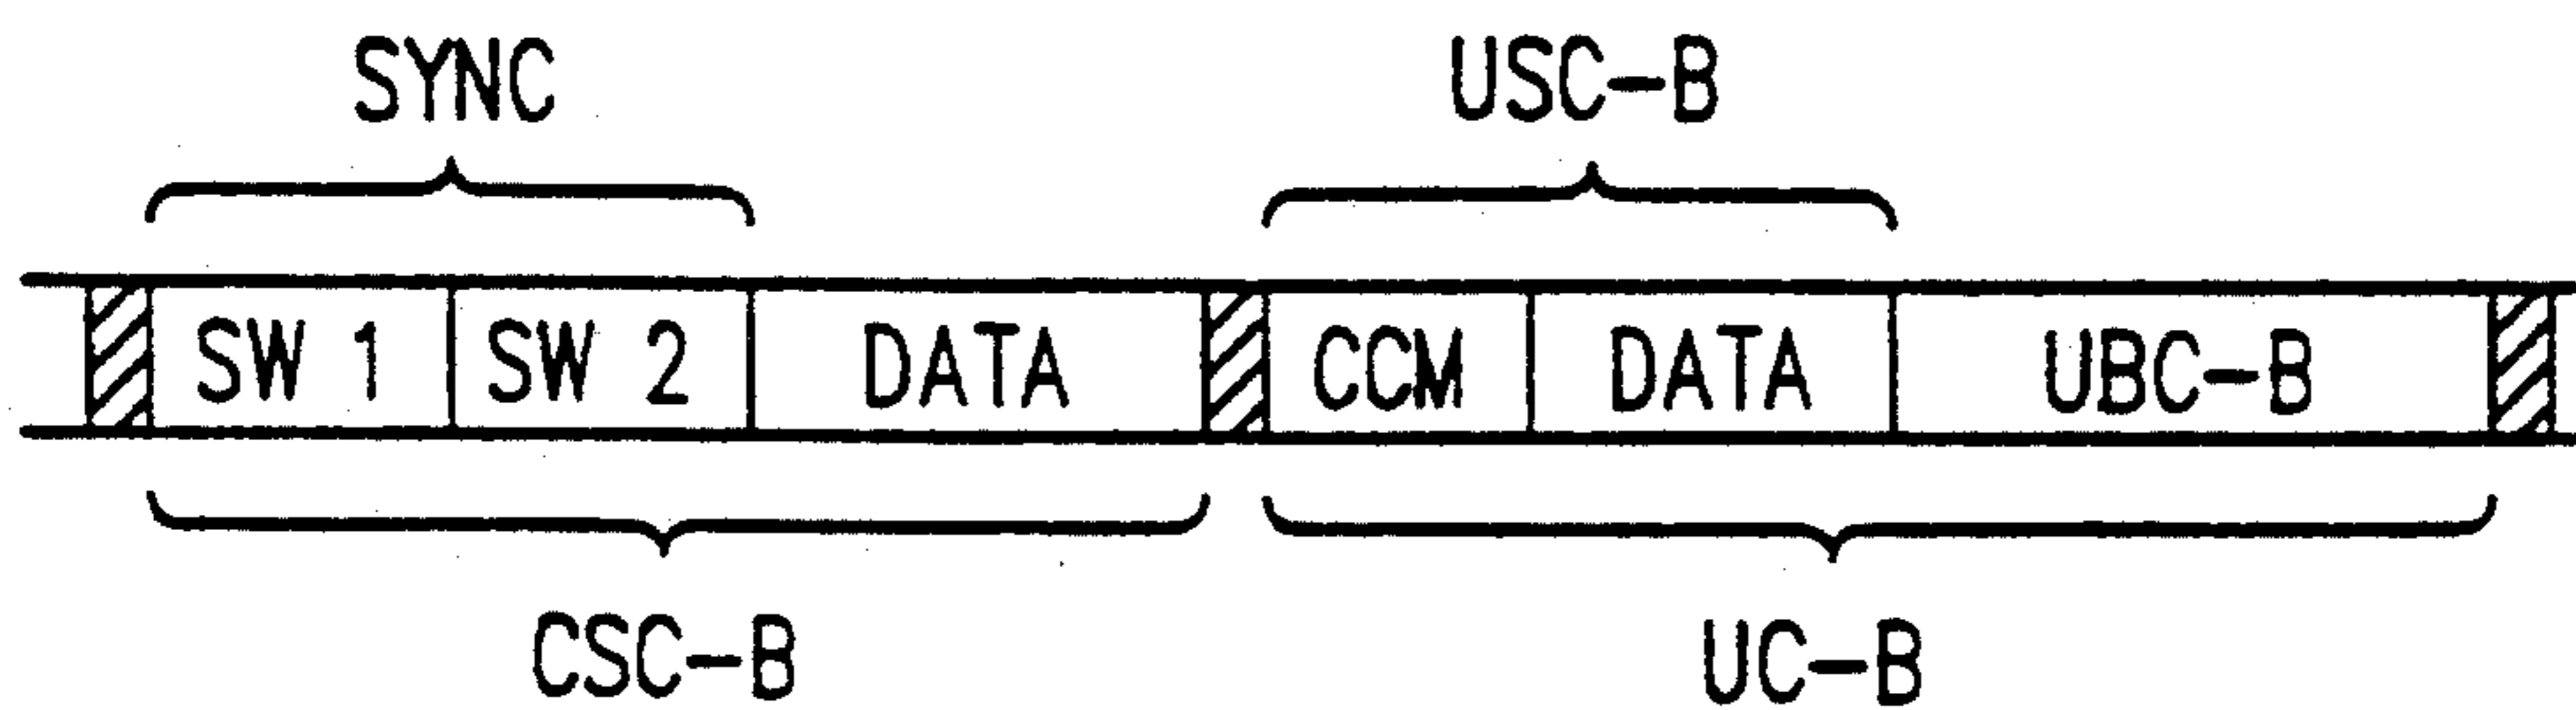 SYNC USC-B
SW 1 SW 2 DATA CCM DATA UBC-B
CSC-B UC-B